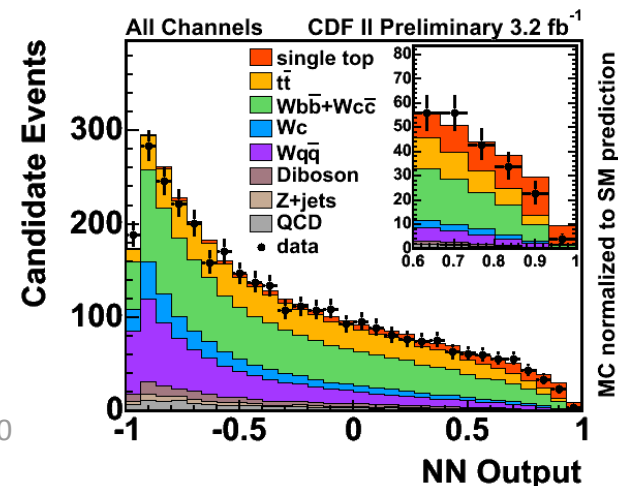 All Channels CDF II Preliminary 3.2 fb⁻¹
Candidate Events
300
200
100
0
0
single top
tt̄
Wbb̄+Wcc̄
Wc
Wqq̄
Diboson
Z+jets
QCD
data
80
70
60
50
40
30
20
10
0
0.6 0.7 0.8 0.9 1
MC normalized to SM prediction
-1 -0.5 0 0.5 1
NN Output